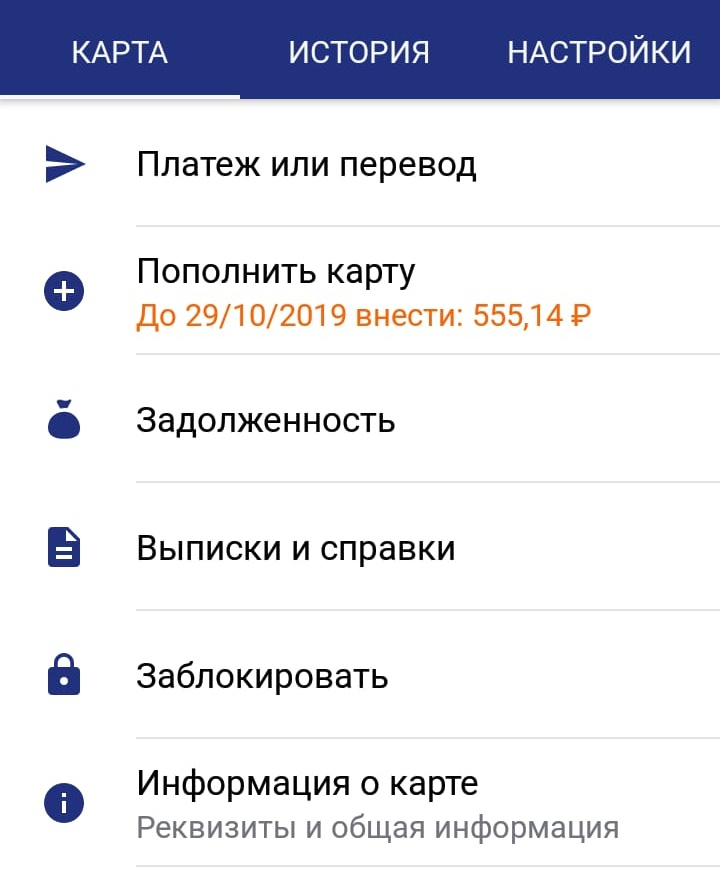 КАРТА ИСТОРИЯ НАСТРОЙКИ
Платеж или перевод
Пополнить карту
До 29/10/2019 внести: 555,14 ₽
Задолженность
Выписки и справки
Заблокировать
Информация о карте
Реквизиты и общая информация